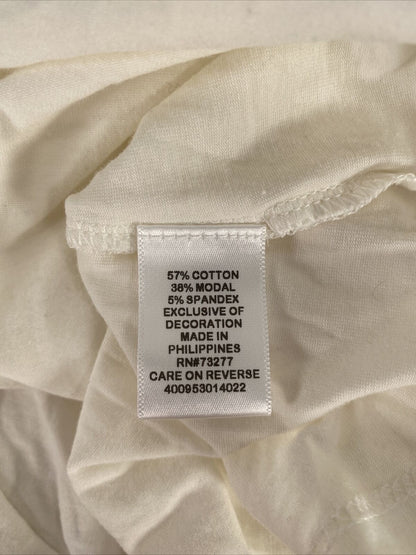 57% COTTON
38% MODAL
5% SPANDEX
EXCLUSIVE OF
DECORATION
MADE IN
PHILIPPINES
RN#73277
CARE ON REVERSE
400953014022